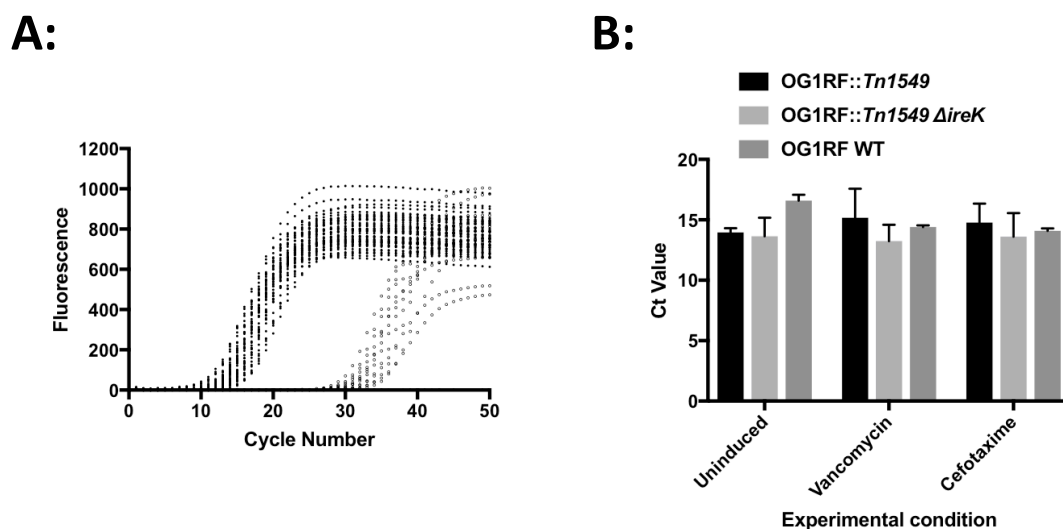 A:
1200
1000
800
600
400
200
0
Fluorescence
0 10 20 30 40 50
Cycle Number
B:
OG1RF::Tn1549
OG1RF::Tn1549 ΔireK
OG1RF WT
20
15
10
5
0
Ct Value
Uninduced
Vancomycin
Cefotaxime
Experimental condition